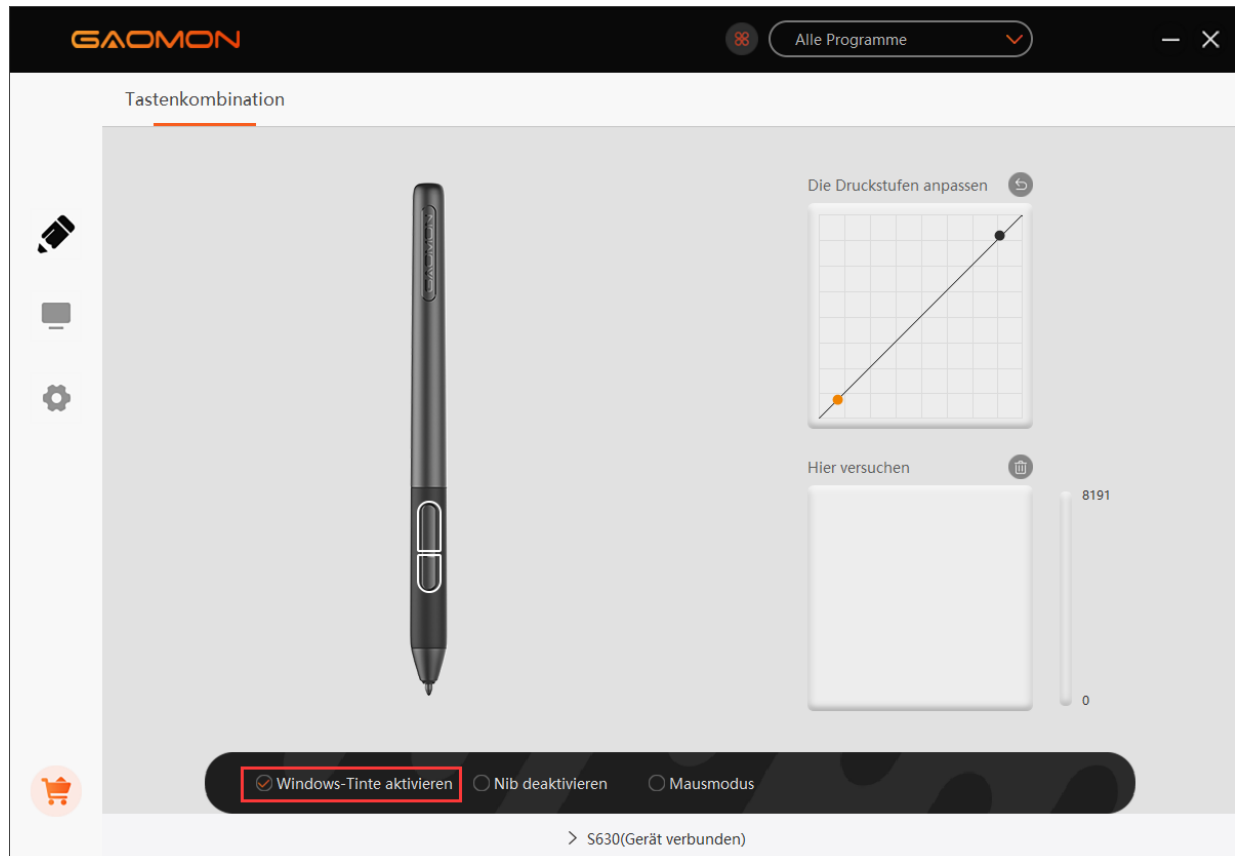 GAOMON
Alle Programme
Tastenkombination
Die Druckstufen anpassen
GAOMON
Hier versuchen
8191
0
Windows-Tinte aktivieren
Nib deaktivieren
Mausmodus
S630(Gerät verbunden)